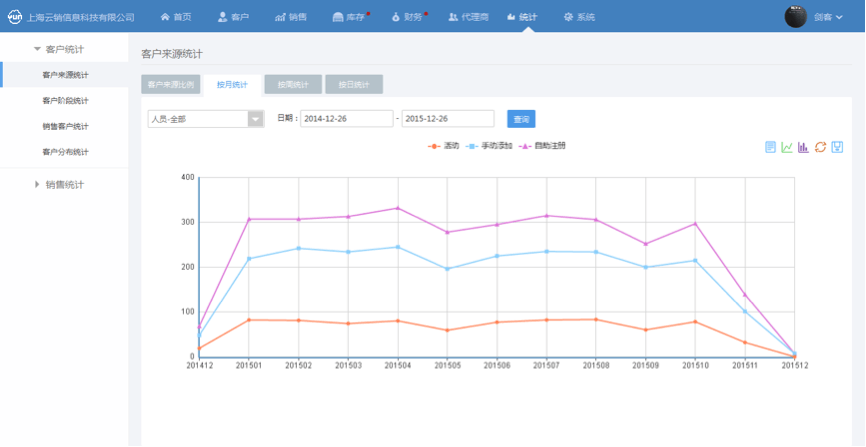 上海云销信息科技有限公司 首页 客户 销售 库存 财务 代理商 统计 系统 剑客
客户统计
客户来源统计
客户阶段统计
销售客户统计
客户分布统计
销售统计
客户来源统计
客户来源比例 按月统计 按周统计 按日统计
人员-全部 日期：2014-12-26 - 2015-12-26 查询
活动 手动添加 自助注册
400
300
200
100
0
201412 201501 201502 201503 201504 201505 201506 201507 201508 201509 201510 201511 201512